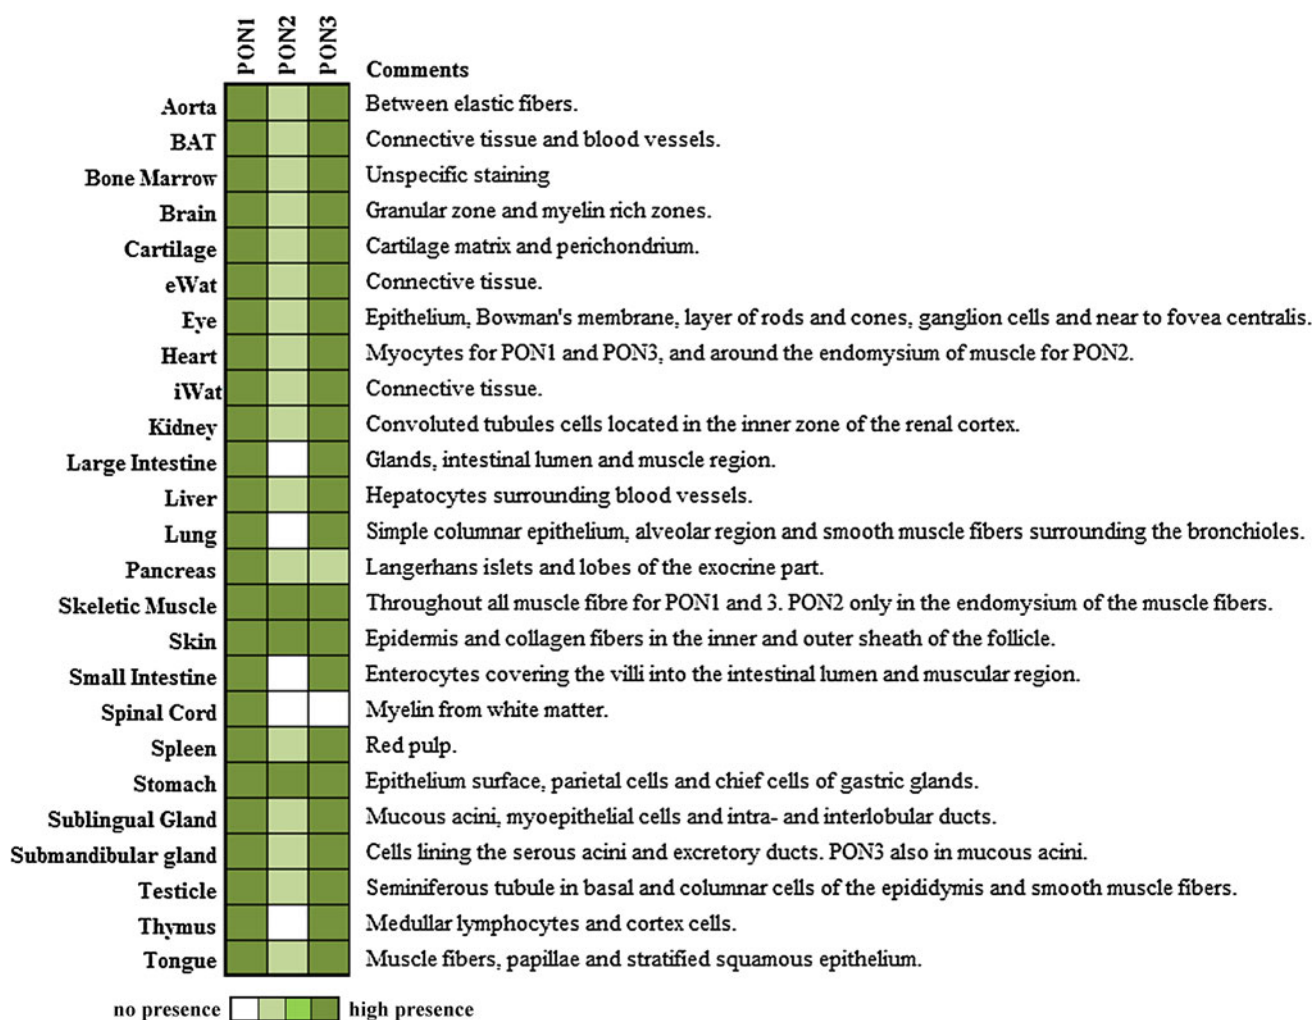 PON1 PON2 PON3 Comments
Aorta Between elastic fibers.
BAT Connective tissue and blood vessels.
Bone Marrow Unspecific staining
Brain Granular zone and myelin rich zones.
Cartilage Cartilage matrix and perichondrium.
eWat Connective tissue.
Eye Epithelium, Bowman's membrane, layer of rods and cones, ganglion cells and near to fovea centralis.
Heart Myocytes for PON1 and PON3, and around the endomysium of muscle for PON2.
iWat Connective tissue.
Kidney Convoluted tubules cells located in the inner zone of the renal cortex.
Large Intestine Glands, intestinal lumen and muscle region.
Liver Hepatocytes surrounding blood vessels.
Lung Simple columnar epithelium, alveolar region and smooth muscle fibers surrounding the bronchioles.
Pancreas Langerhans islets and lobes of the exocrine part.
Skeletic Muscle Throughout all muscle fibre for PON1 and 3. PON2 only in the endomysium of the muscle fibers.
Skin Epidermis and collagen fibers in the inner and outer sheath of the follicle.
Small Intestine Enterocytes covering the villi into the intestinal lumen and muscular region.
Spinal Cord Myelin from white matter.
Spleen Red pulp.
Stomach Epithelium surface, parietal cells and chief cells of gastric glands.
Sublingual Gland Mucous acini, myoepithelial cells and intra- and interlobular ducts.
Submandibular gland Cells lining the serous acini and excretory ducts. PON3 also in mucous acini.
Testicle Seminiferous tubule in basal and columnar cells of the epididymis and smooth muscle fibers.
Thymus Medullar lymphocytes and cortex cells.
Tongue Muscle fibers, papillae and stratified squamous epithelium.
no presence high presence